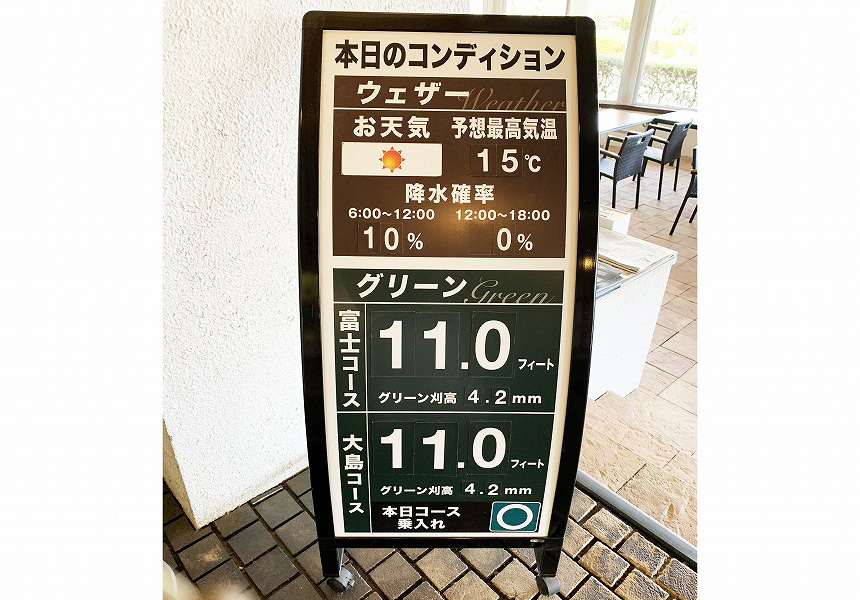 本日のコンディション
ウェザー Weather
お天気 予想最高気温
15℃
降水確率
6:00～12:00 12:00～18:00
10% 0%
グリーン Green
富士コース
11.0フィート
グリーン刈高 4.2mm
大島コース
11.0フィート
グリーン刈高 4.2mm
本日コース
乗入れ